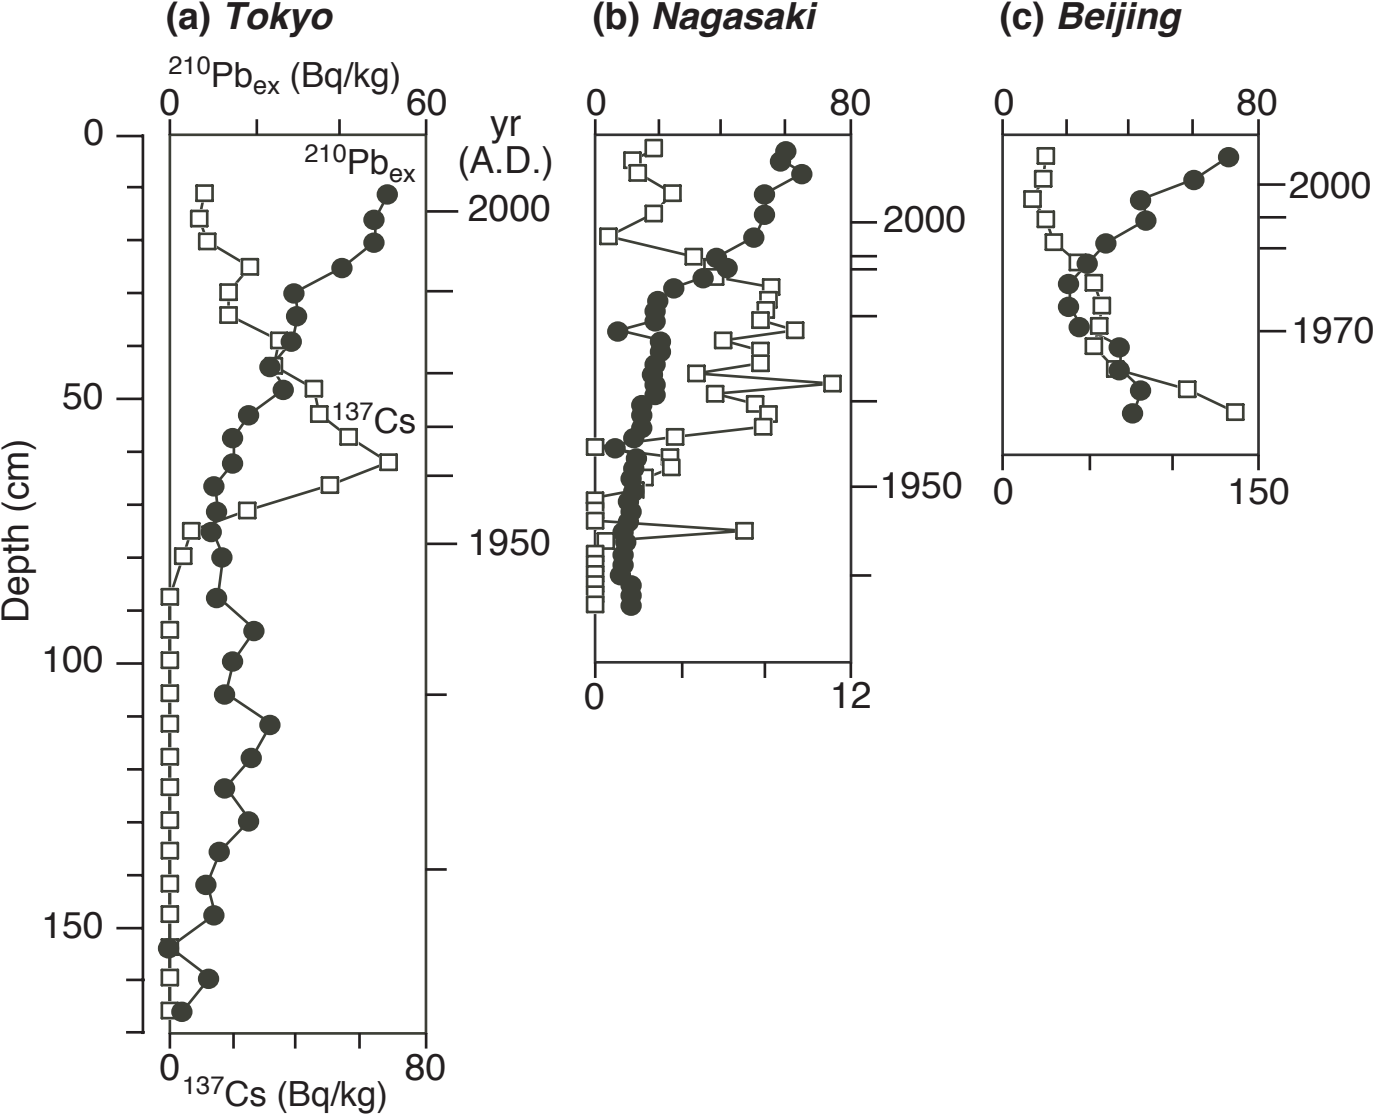 (a) Tokyo
(b) Nagasaki
(c) Beijing
²¹⁰Pbₑₓ (Bq/kg)
0 60
0 80
0 80
yr
(A.D.)
²¹⁰Pbₑₓ
¹³⁷Cs
Depth (cm)
0
50
100
150
2000
1950
2000
1950
2000
1970
0 80
¹³⁷Cs (Bq/kg)
0 12
0 150